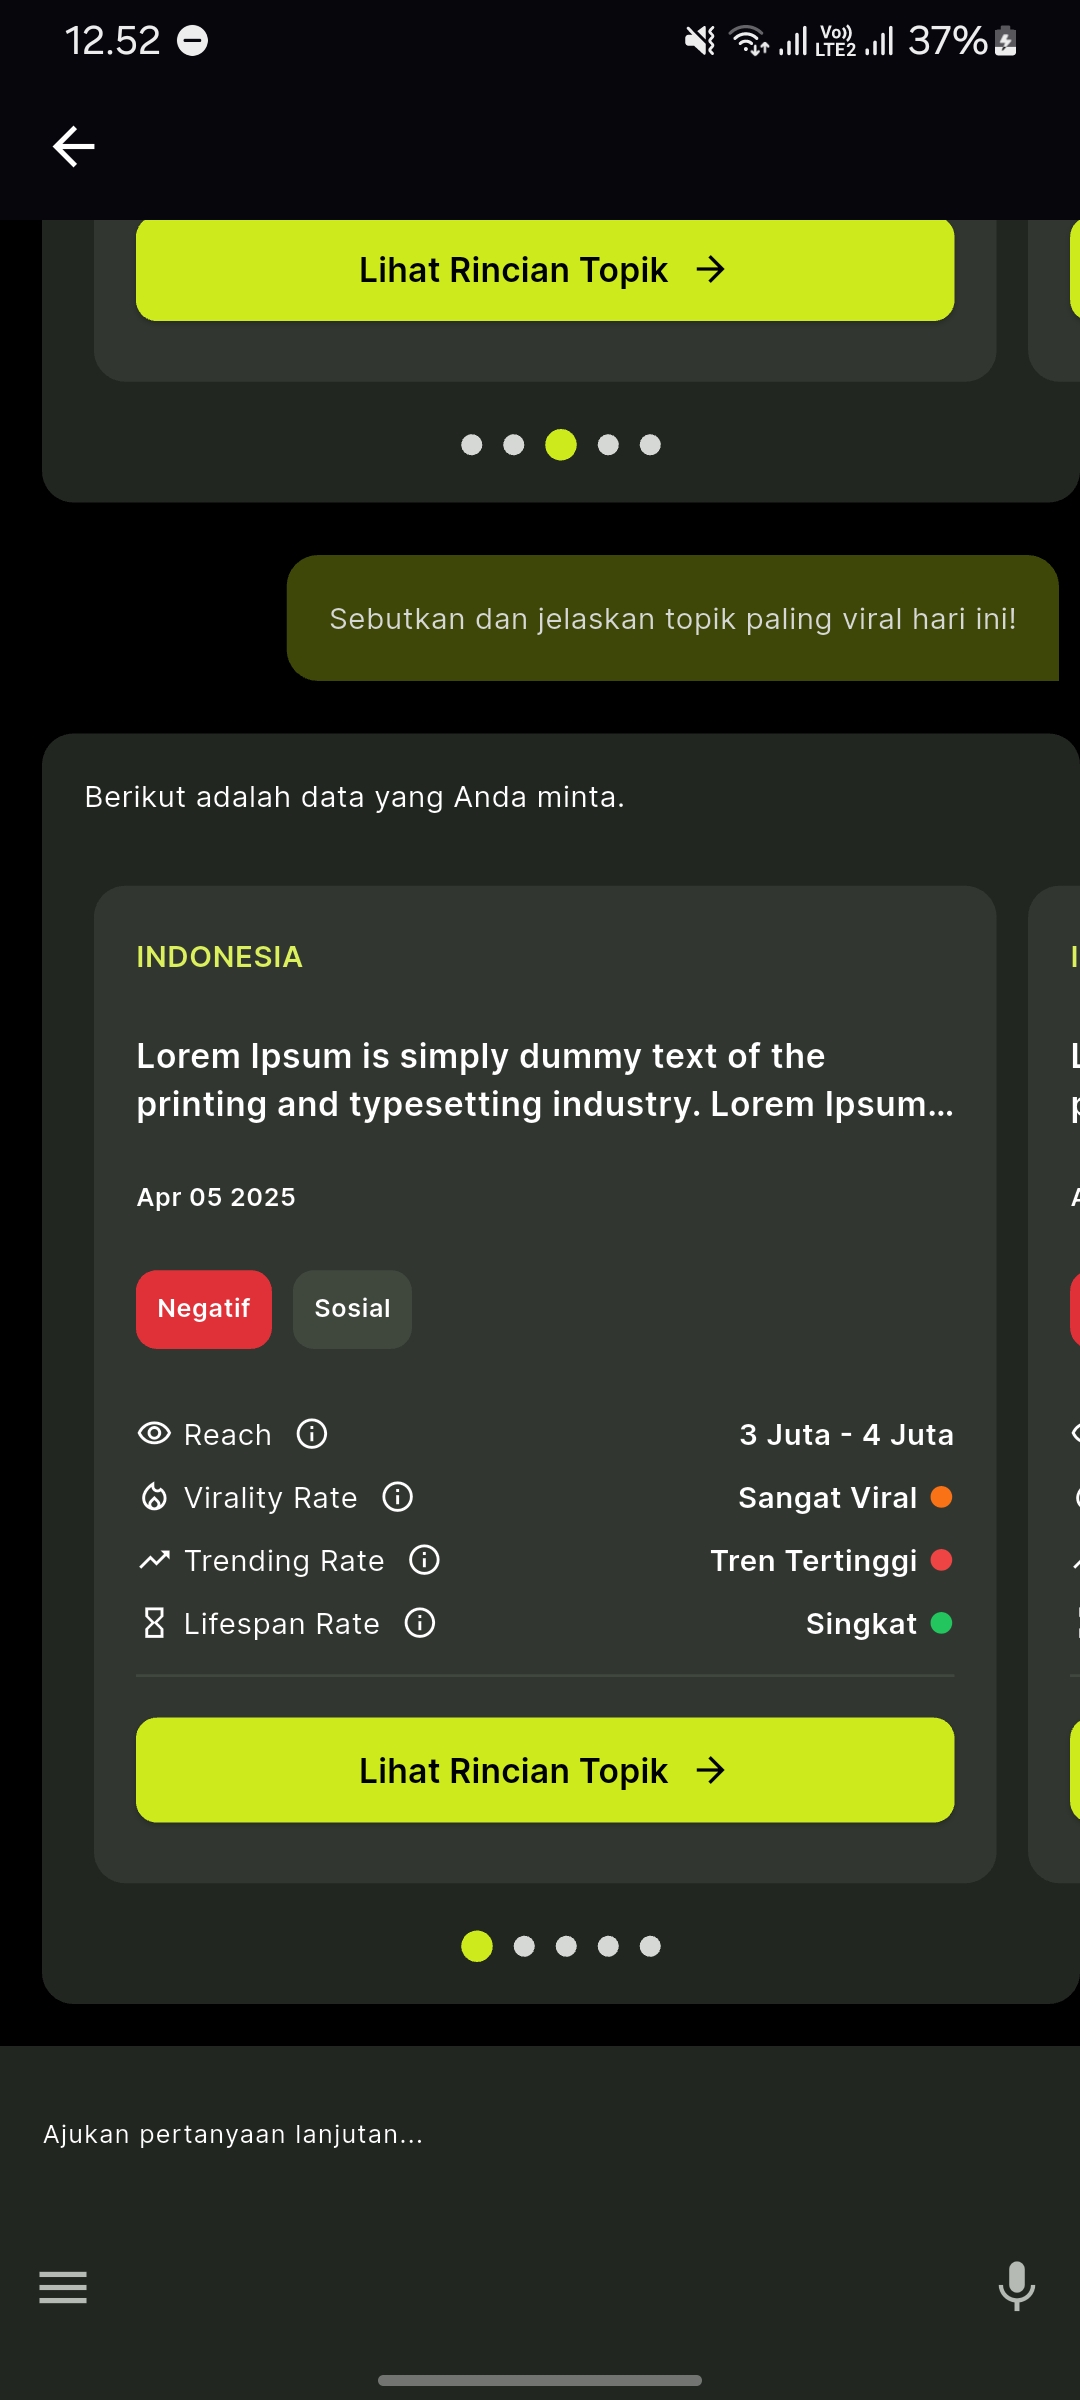 12.52
Vo))
LTE2
37%
Lihat Rincian Topik
Sebutkan dan jelaskan topik paling viral hari ini!
Berikut adalah data yang Anda minta.
INDONESIA
Lorem Ipsum is simply dummy text of the
printing and typesetting industry. Lorem Ipsum...
Apr 05 2025
Negatif
Sosial
Reach
3 Juta - 4 Juta
Virality Rate
Sangat Viral
Trending Rate
Tren Tertinggi
Lifespan Rate
Singkat
Lihat Rincian Topik
Ajukan pertanyaan lanjutan...